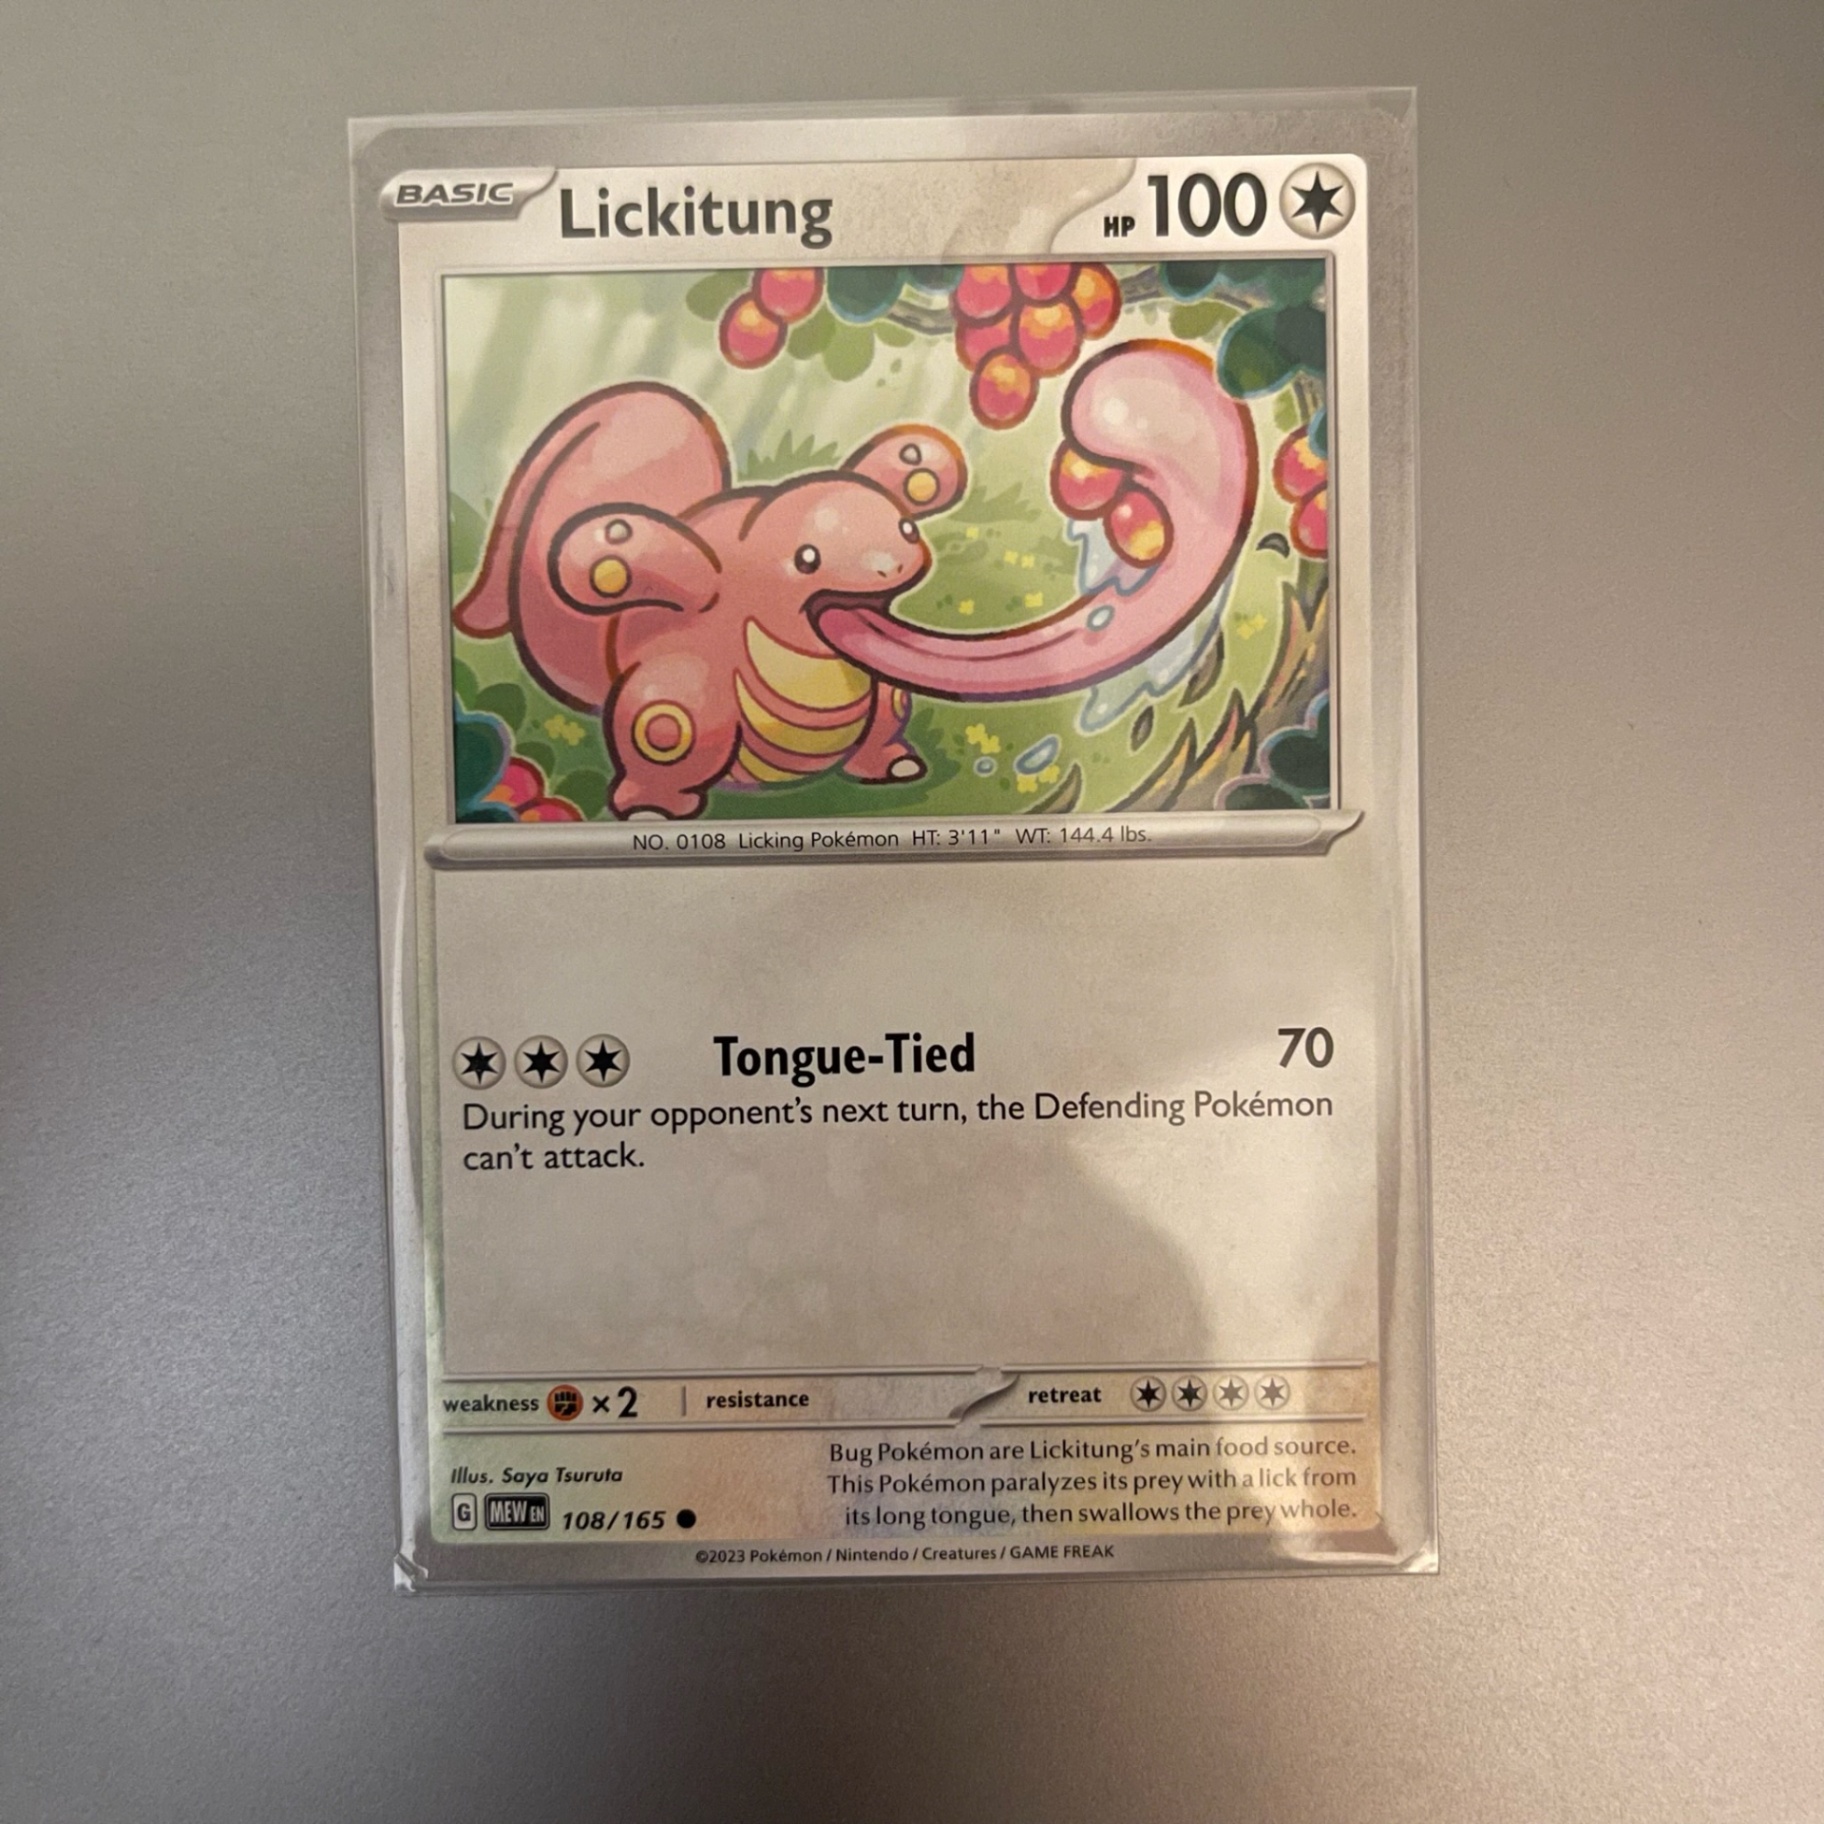 BASIC Lickitung HP 100
NO. 0108 Licking Pokémon HT: 3'11" WT: 144.4 lbs.
Tongue-Tied 70
During your opponent's next turn, the Defending Pokémon
can't attack.
weakness ×2 resistance retreat
Bug Pokémon are Lickitung's main food source.
This Pokémon paralyzes its prey with a lick from
its long tongue, then swallows the prey whole.
Illus. Saya Tsuruta
G MEW EN 108/165
©2023 Pokémon / Nintendo / Creatures / GAME FREAK